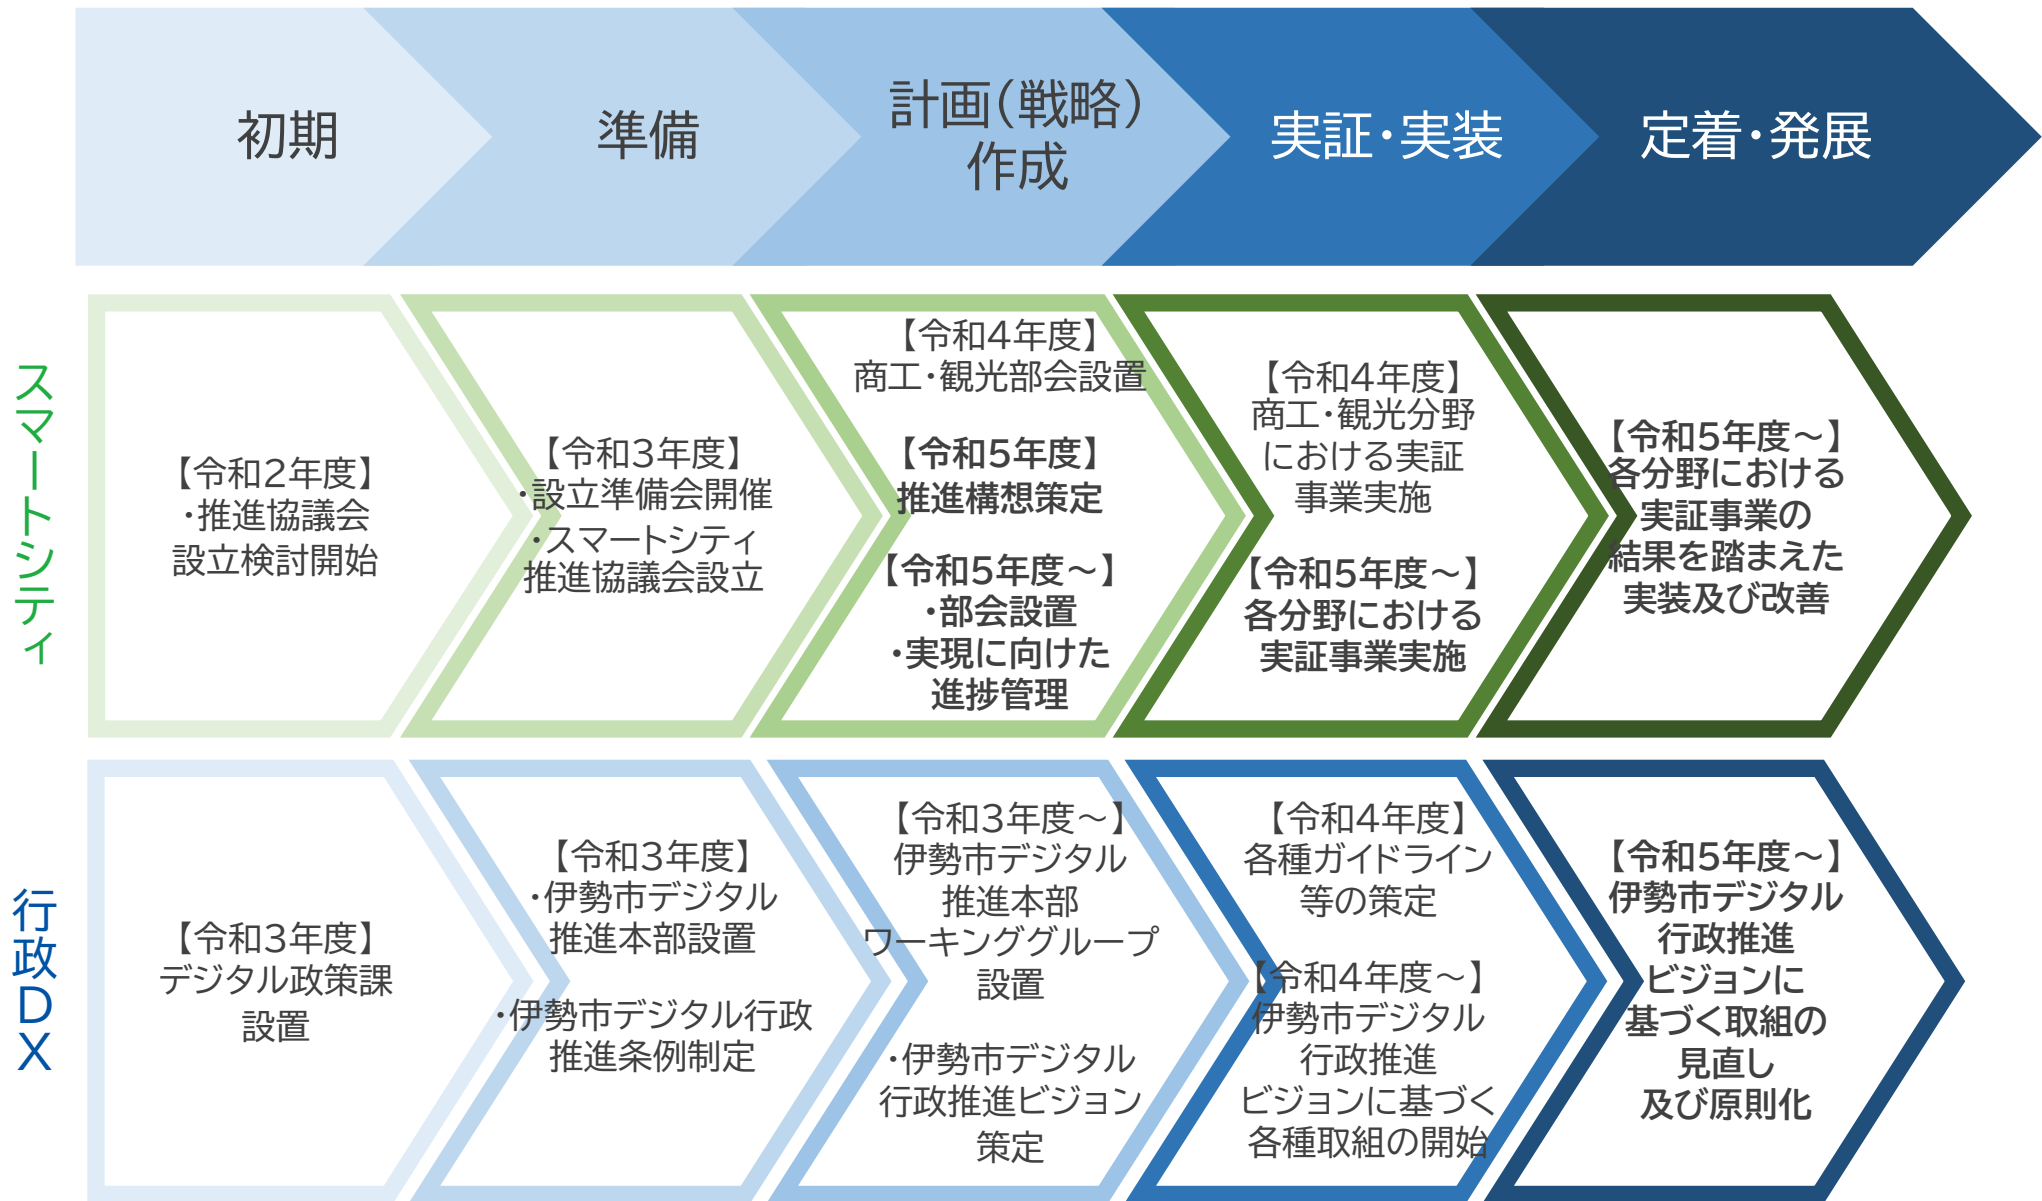 初期
準備
計画(戦略)
作成
実証・実装
定着・発展
スマートシティ
【令和2年度】
・推進協議会
設立検討開始
【令和3年度】
・設立準備会開催
・スマートシティ
推進協議会設立
【令和4年度】
商工・観光部会設置
【令和5年度】
推進構想策定
【令和5年度～】
・部会設置
・実現に向けた
進捗管理
【令和4年度】
商工・観光分野
における実証
事業実施
【令和5年度～】
各分野における
実証事業実施
【令和5年度～】
各分野における
実証事業の
結果を踏まえた
実装及び改善
行政DX
【令和3年度】
デジタル政策課
設置
【令和3年度】
・伊勢市デジタル
推進本部設置
・伊勢市デジタル行政
推進条例制定
【令和3年度～】
伊勢市デジタル
推進本部
ワーキンググループ
設置
・伊勢市デジタル
行政推進ビジョン
策定
【令和4年度】
各種ガイドライン
等の策定
【令和4年度～】
伊勢市デジタル
行政推進
ビジョンに基づく
各種取組の開始
【令和5年度～】
伊勢市デジタル
行政推進
ビジョンに
基づく取組の
見直し
及び原則化